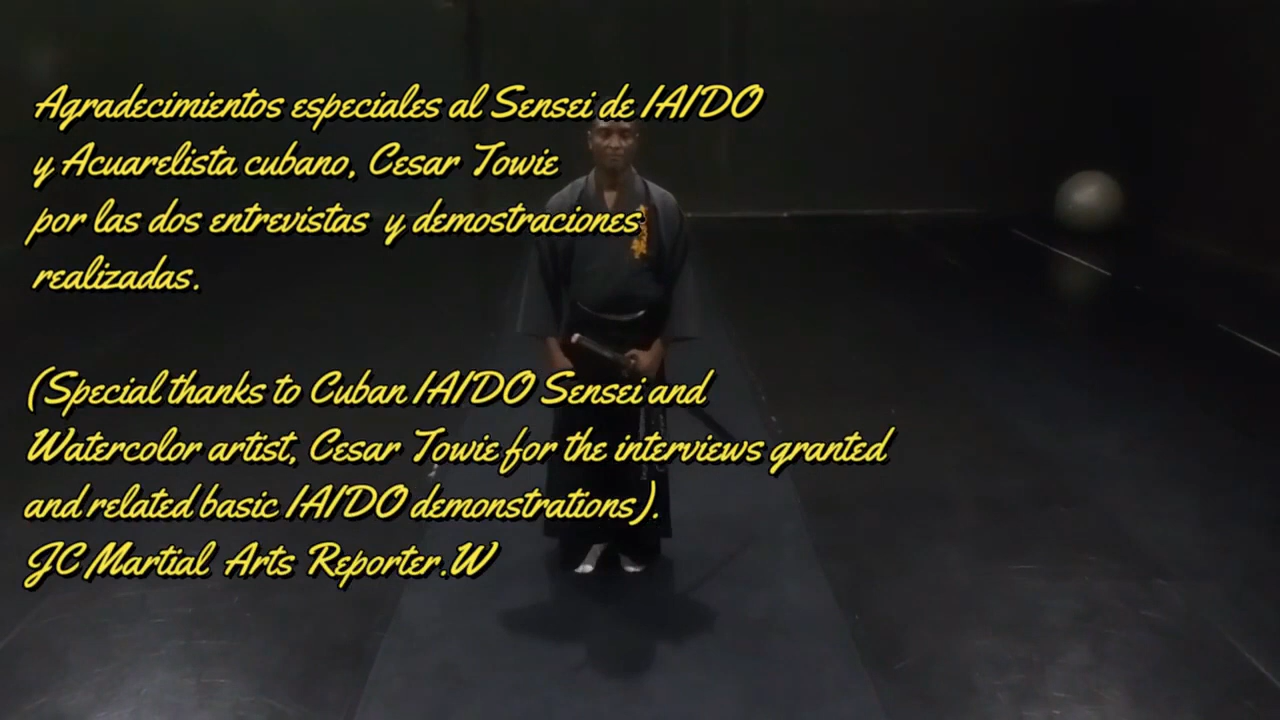 Agradecimientos especiales al Sensei de IAIDO
y Acuarelista cubano, Cesar Towie
por las dos entrevistas y demostraciones
realizadas.
(Special thanks to Cuban IAIDO Sensei and
Watercolor artist, Cesar Towie for the interviews granted
and related basic IAIDO demonstrations).
JC Martial Arts Reporter.W